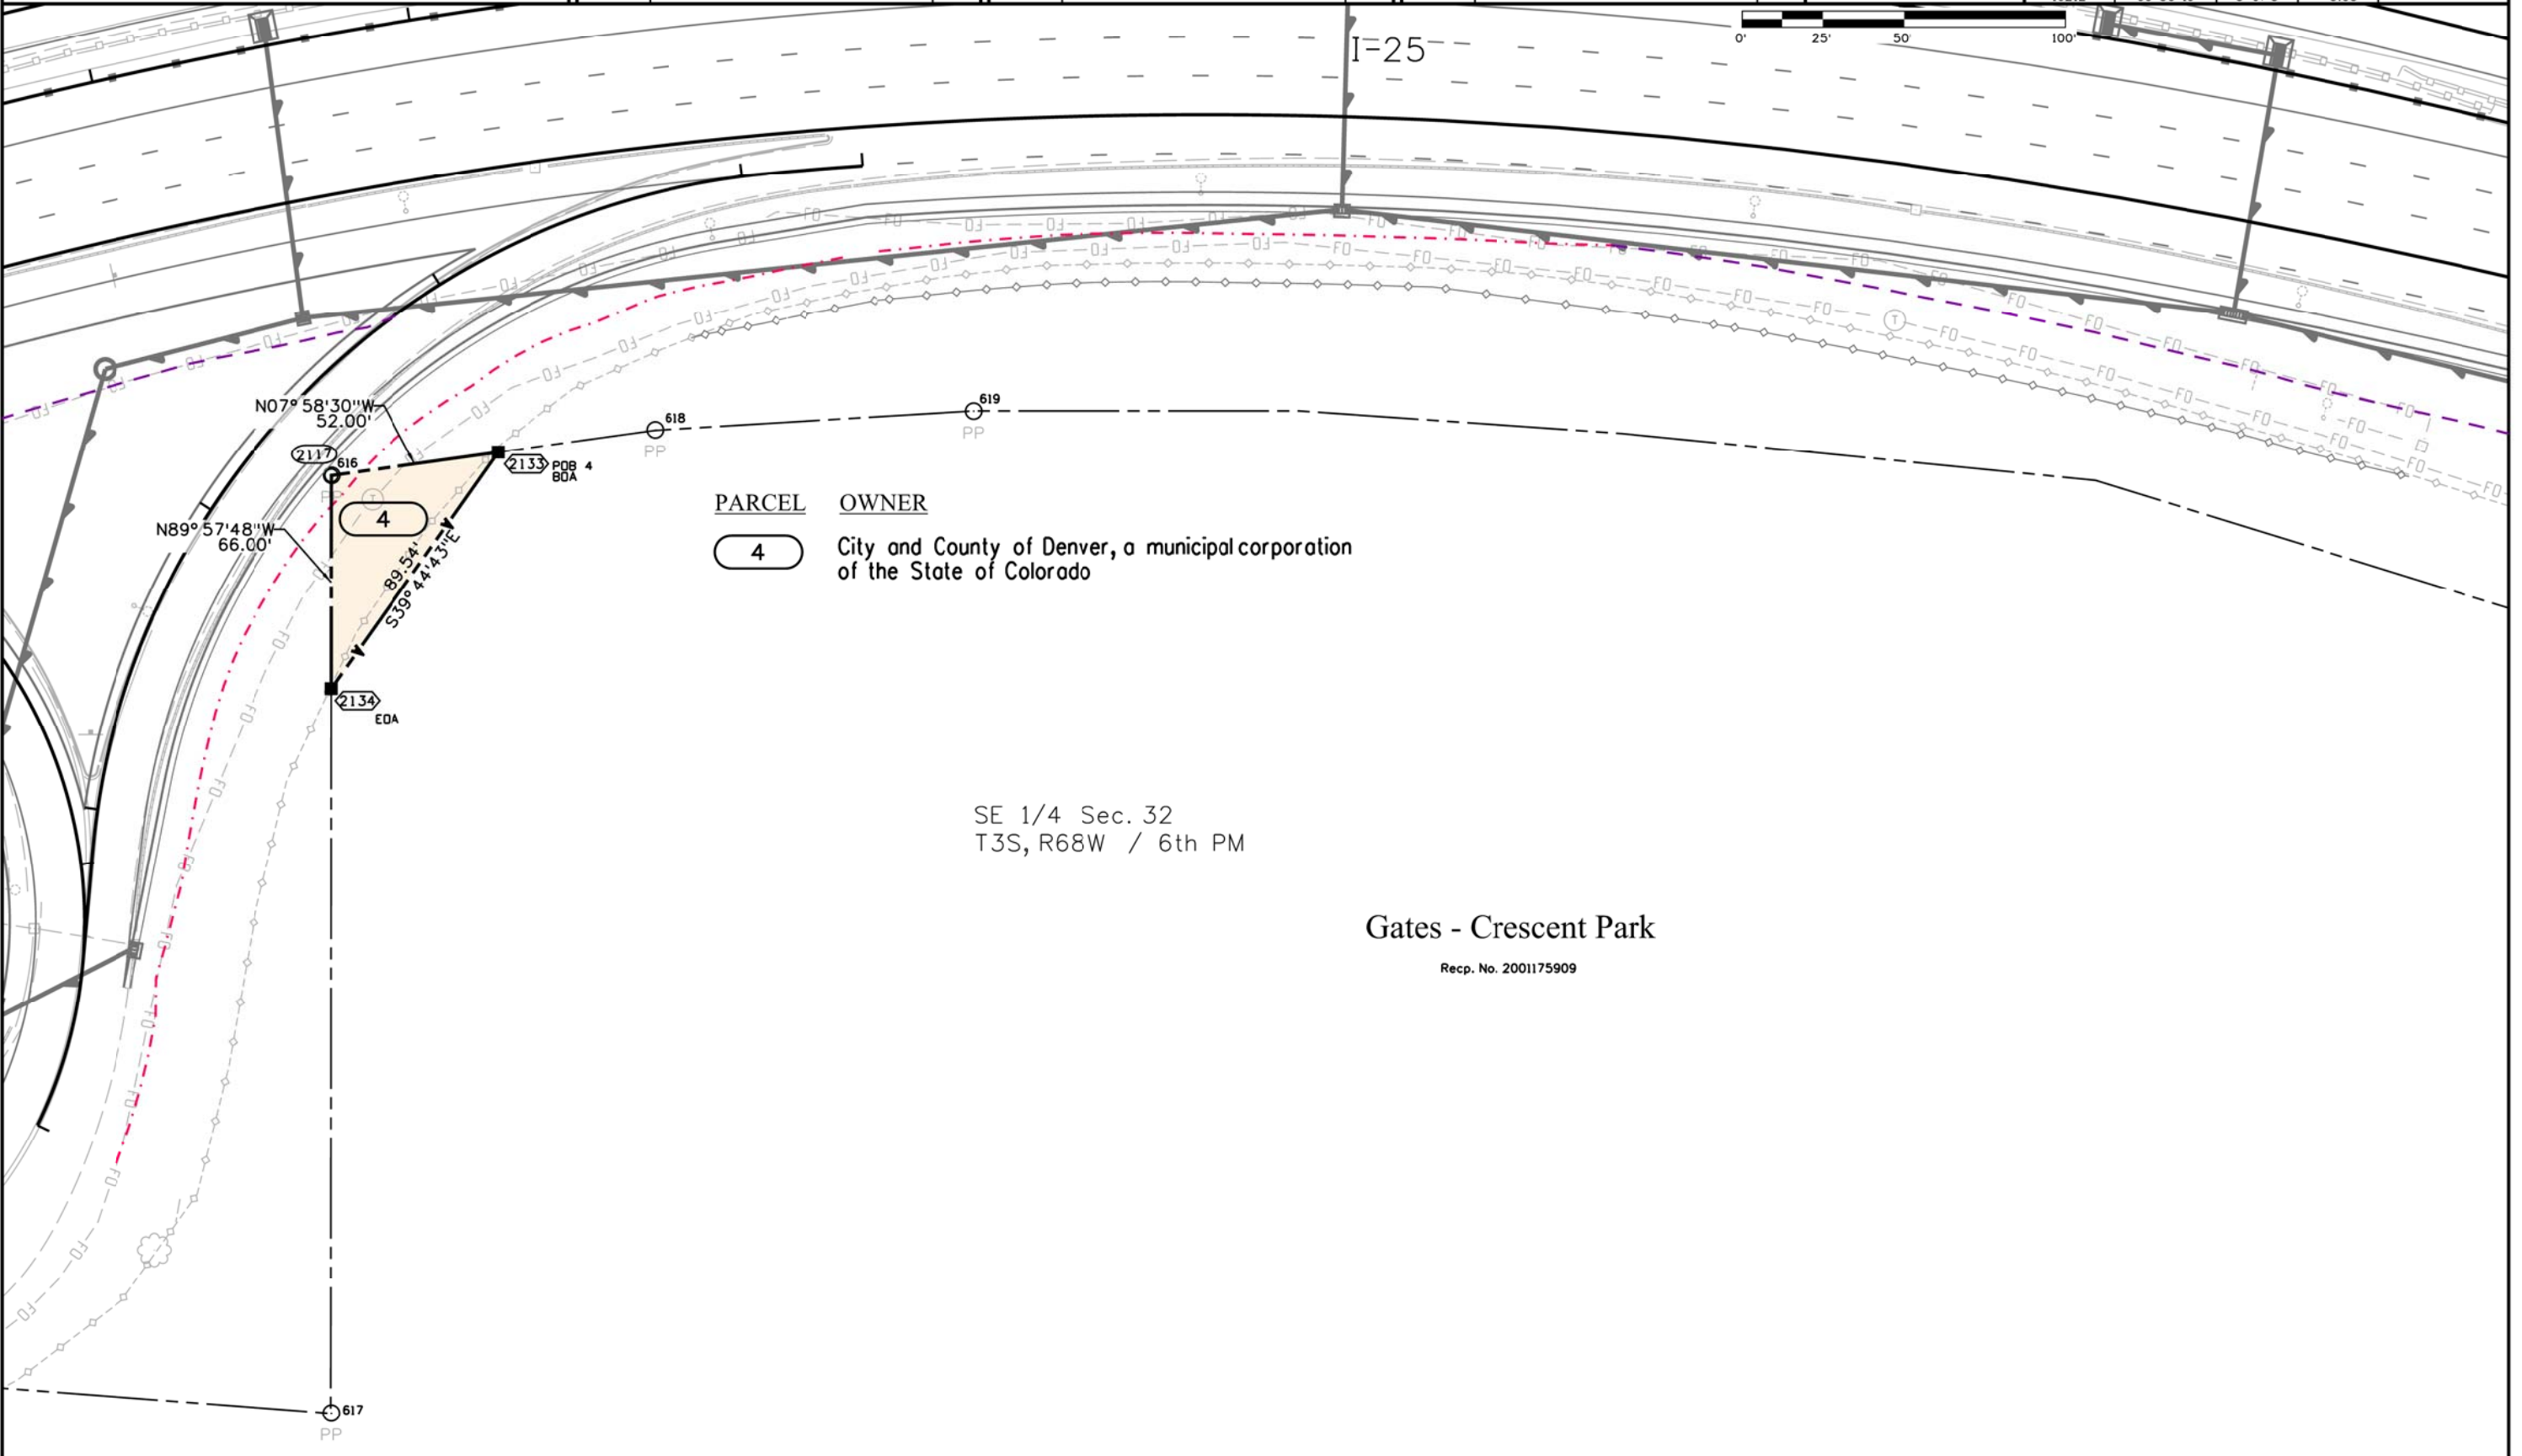 I-25
0' 25' 50' 100'
N07° 58'30"W
52.00'
2117
616
PP
618
PP
619
PP
2133 POB 4
BOA
4
N89° 57'48"W
66.00'
89.54'
S39° 44'43"E
2134
EOA
PARCEL OWNER
4 City and County of Denver, a municipal corporation
of the State of Colorado
SE 1/4 Sec. 32
T3S, R68W / 6th PM
Gates - Crescent Park
Recp. No. 2001175909
617
PP
T
T
FO